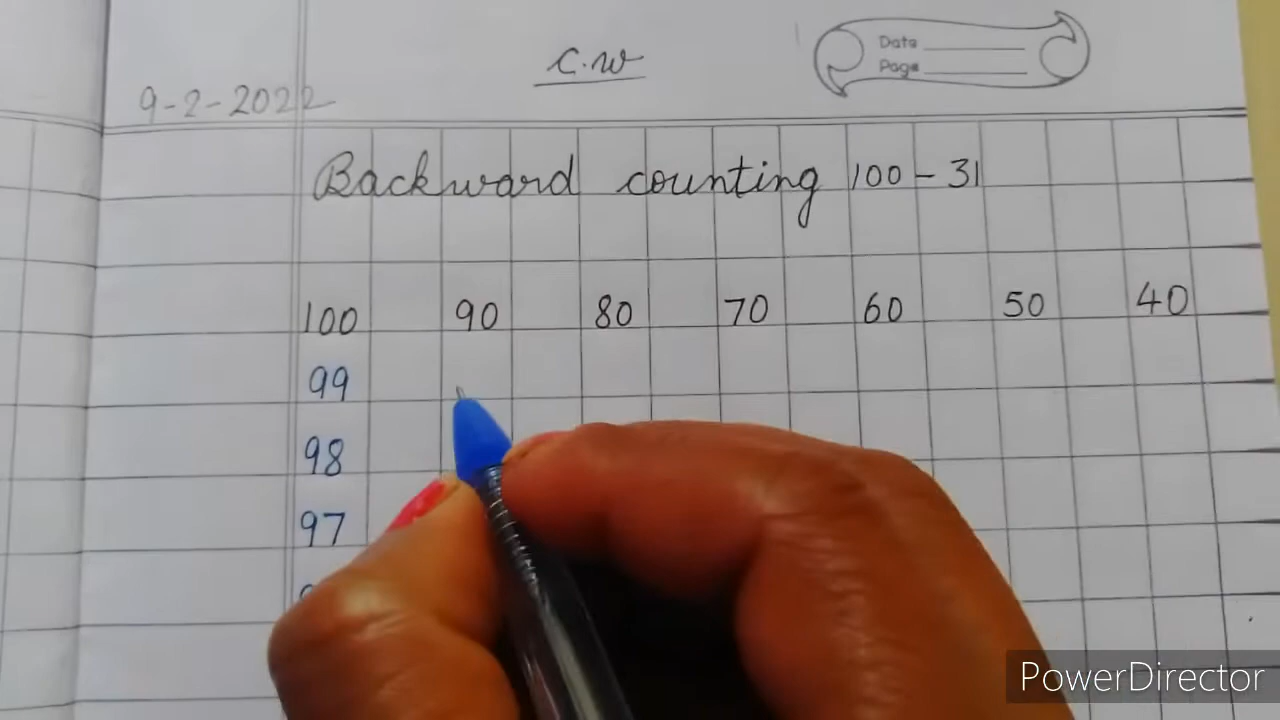 C.W
Date
Page
9-2-2022
Backward counting 100-31
100 90 80 70 60 50 40
99
98
97
PowerDirector